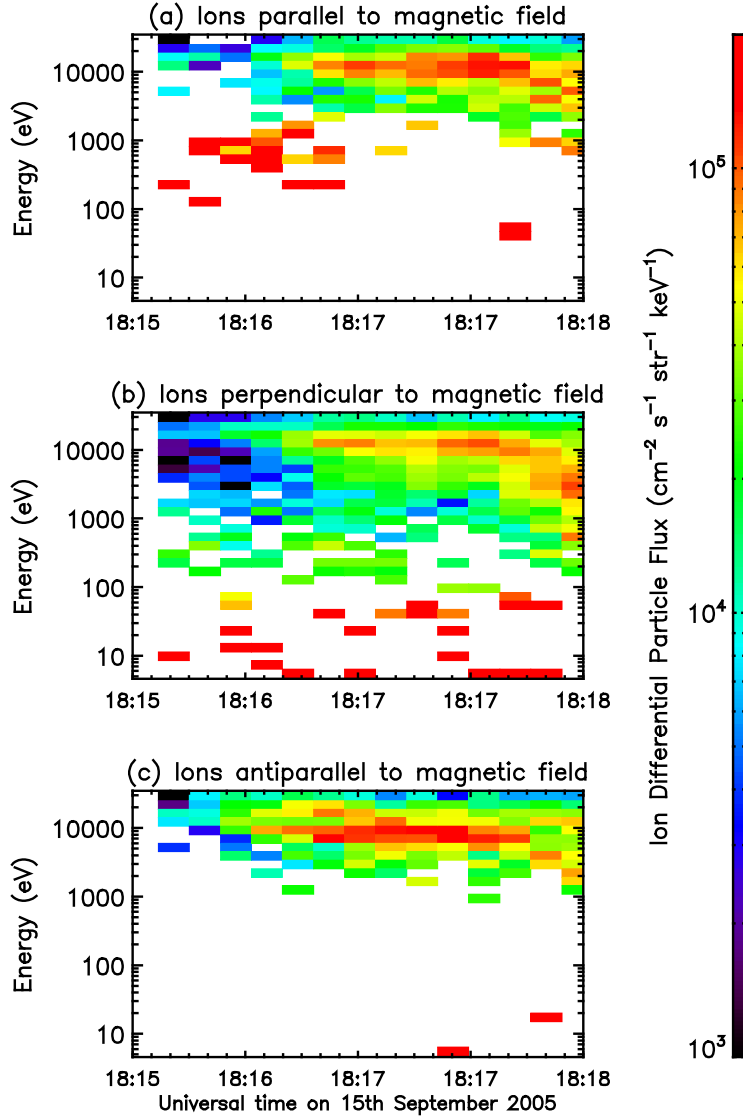 (a) Ions parallel to magnetic field
10000
1000
100
10
Energy (eV)
18:15 18:16 18:17 18:17 18:18
(b) Ions perpendicular to magnetic field
10000
1000
100
10
Energy (eV)
18:15 18:16 18:17 18:17 18:18
(c) Ions antiparallel to magnetic field
10000
1000
100
10
Energy (eV)
18:15 18:16 18:17 18:17 18:18
Universal time on 15th September 2005
Ion Differential Particle Flux (cm⁻² s⁻¹ str⁻¹ keV⁻¹)
10⁵
10⁴
10³